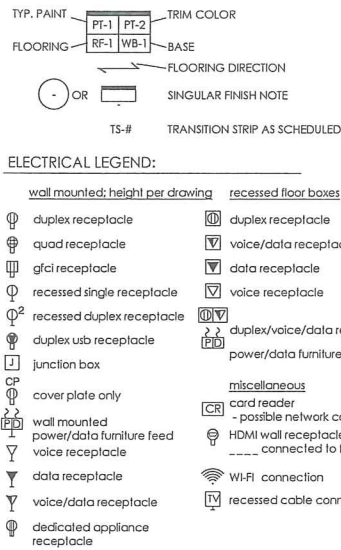 TYP. PAINT PT-1 PT-2 TRIM COLOR
FLOORING RF-1 WB-1 BASE
FLOORING DIRECTION
- OR - SINGULAR FINISH NOTE
TS-# TRANSITION STRIP AS SCHEDULED
ELECTRICAL LEGEND:
wall mounted; height per drawing
duplex receptacle
quad receptacle
gfci receptacle
recessed single receptacle
2 recessed duplex receptacle
duplex usb receptacle
J junction box
CP
cover plate only
PD wall mounted
power/data furniture feed
voice receptacle
data receptacle
voice/data receptacle
dedicated appliance
receptacle
recessed floor boxes
duplex receptacle
voice/data
data receptacle
voice receptacle
duplex/voice/data
PD
power/data furniture
miscellaneous
CR card reader
- possible network
HDMI wall
____ connected to
WI-FI connection
TV recessed cable